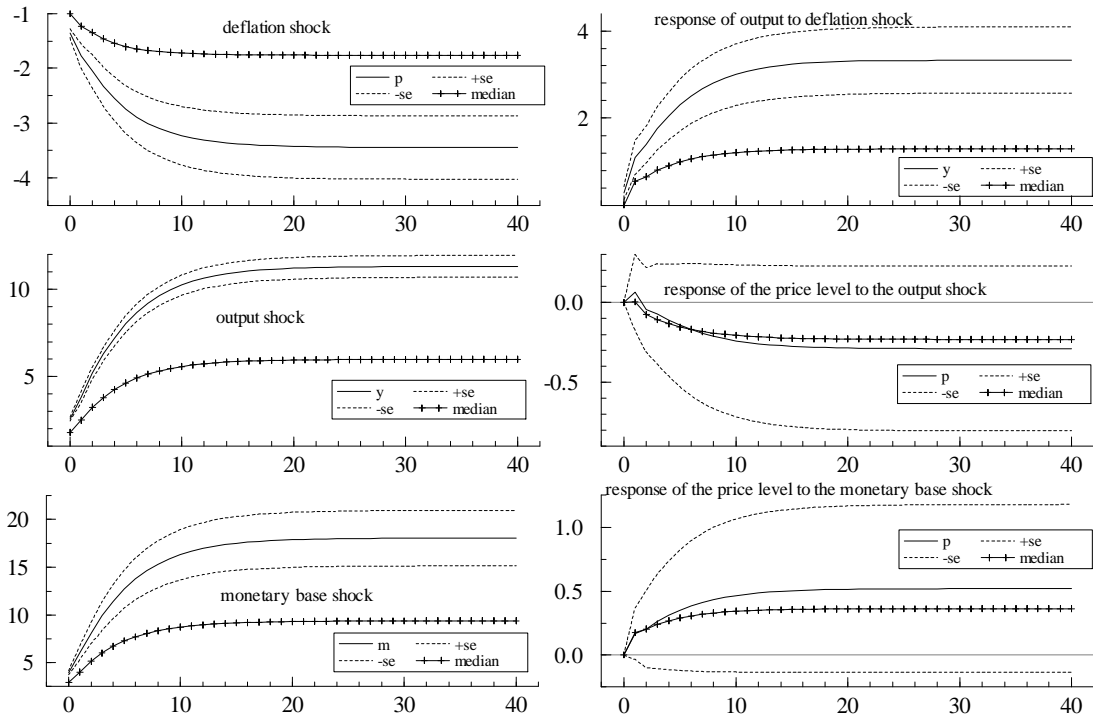 deflation shock
-1
-2
-3
-4
p +se
-se median
0 10 20 30 40
response of output to deflation shock
4
2
y +se
-se median
0 10 20 30 40
output shock
10
5
y +se
-se median
0 10 20 30 40
response of the price level to the output shock
0.0
-0.5
p +se
-se median
0 10 20 30 40
monetary base shock
20
15
10
5
m +se
-se median
0 10 20 30 40
response of the price level to the monetary base shock
1.0
0.5
0.0
p +se
-se median
0 10 20 30 40